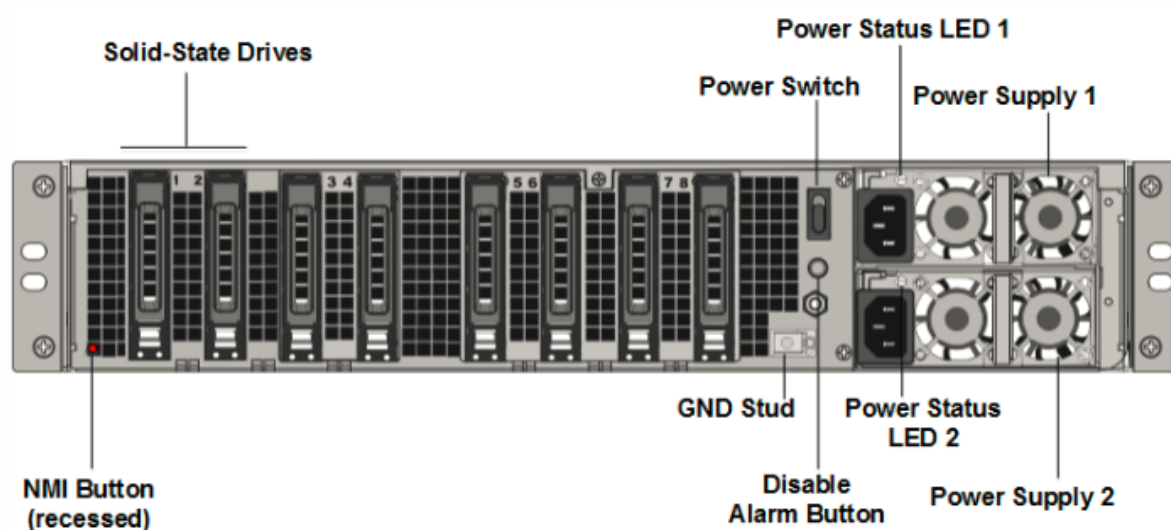 Power Status LED 1
Solid-State Drives
Power Switch
Power Supply 1
1 2
3 4
5 6
7 8
GND Stud
Power Status
LED 2
NMI Button
(recessed)
Disable
Alarm Button
Power Supply 2